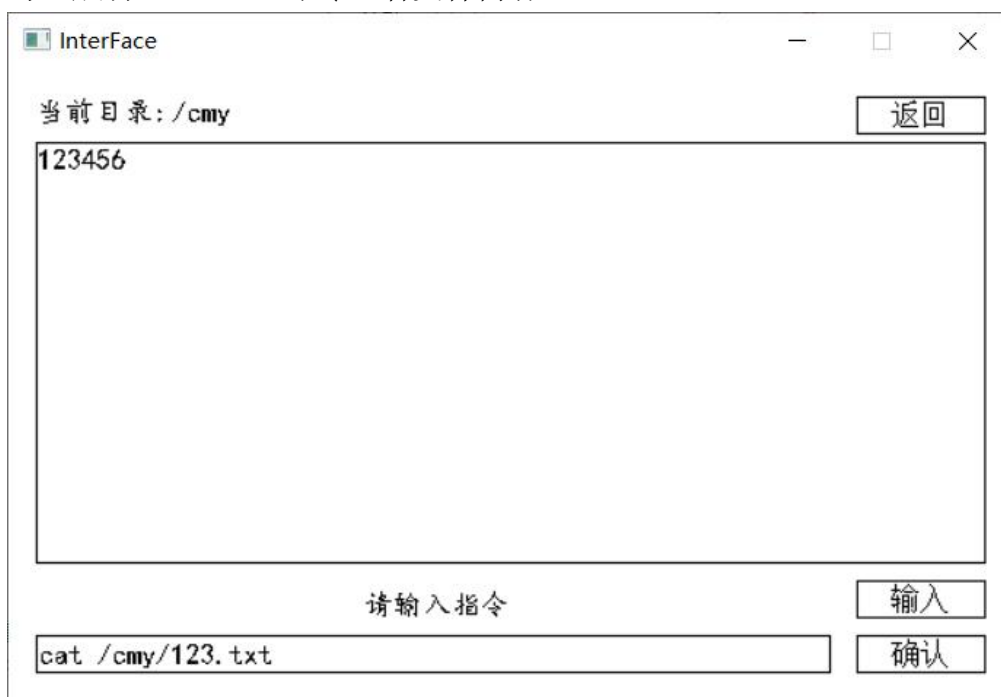 InterFace
当前目录:/cmy
返回
123456
请输入指令
输入
cat /cmy/123.txt
确认